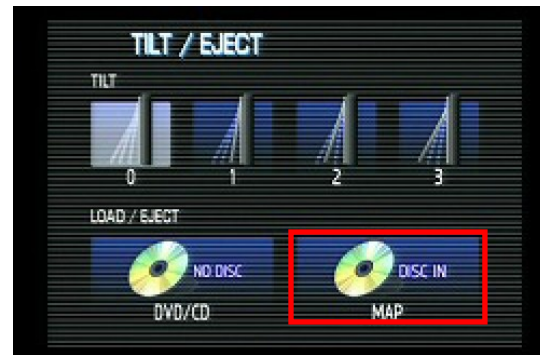 TILT / EJECT
TILT
0 1 2 3
LOAD / EJECT
NO DISC DISC IN
DVD/CD MAP